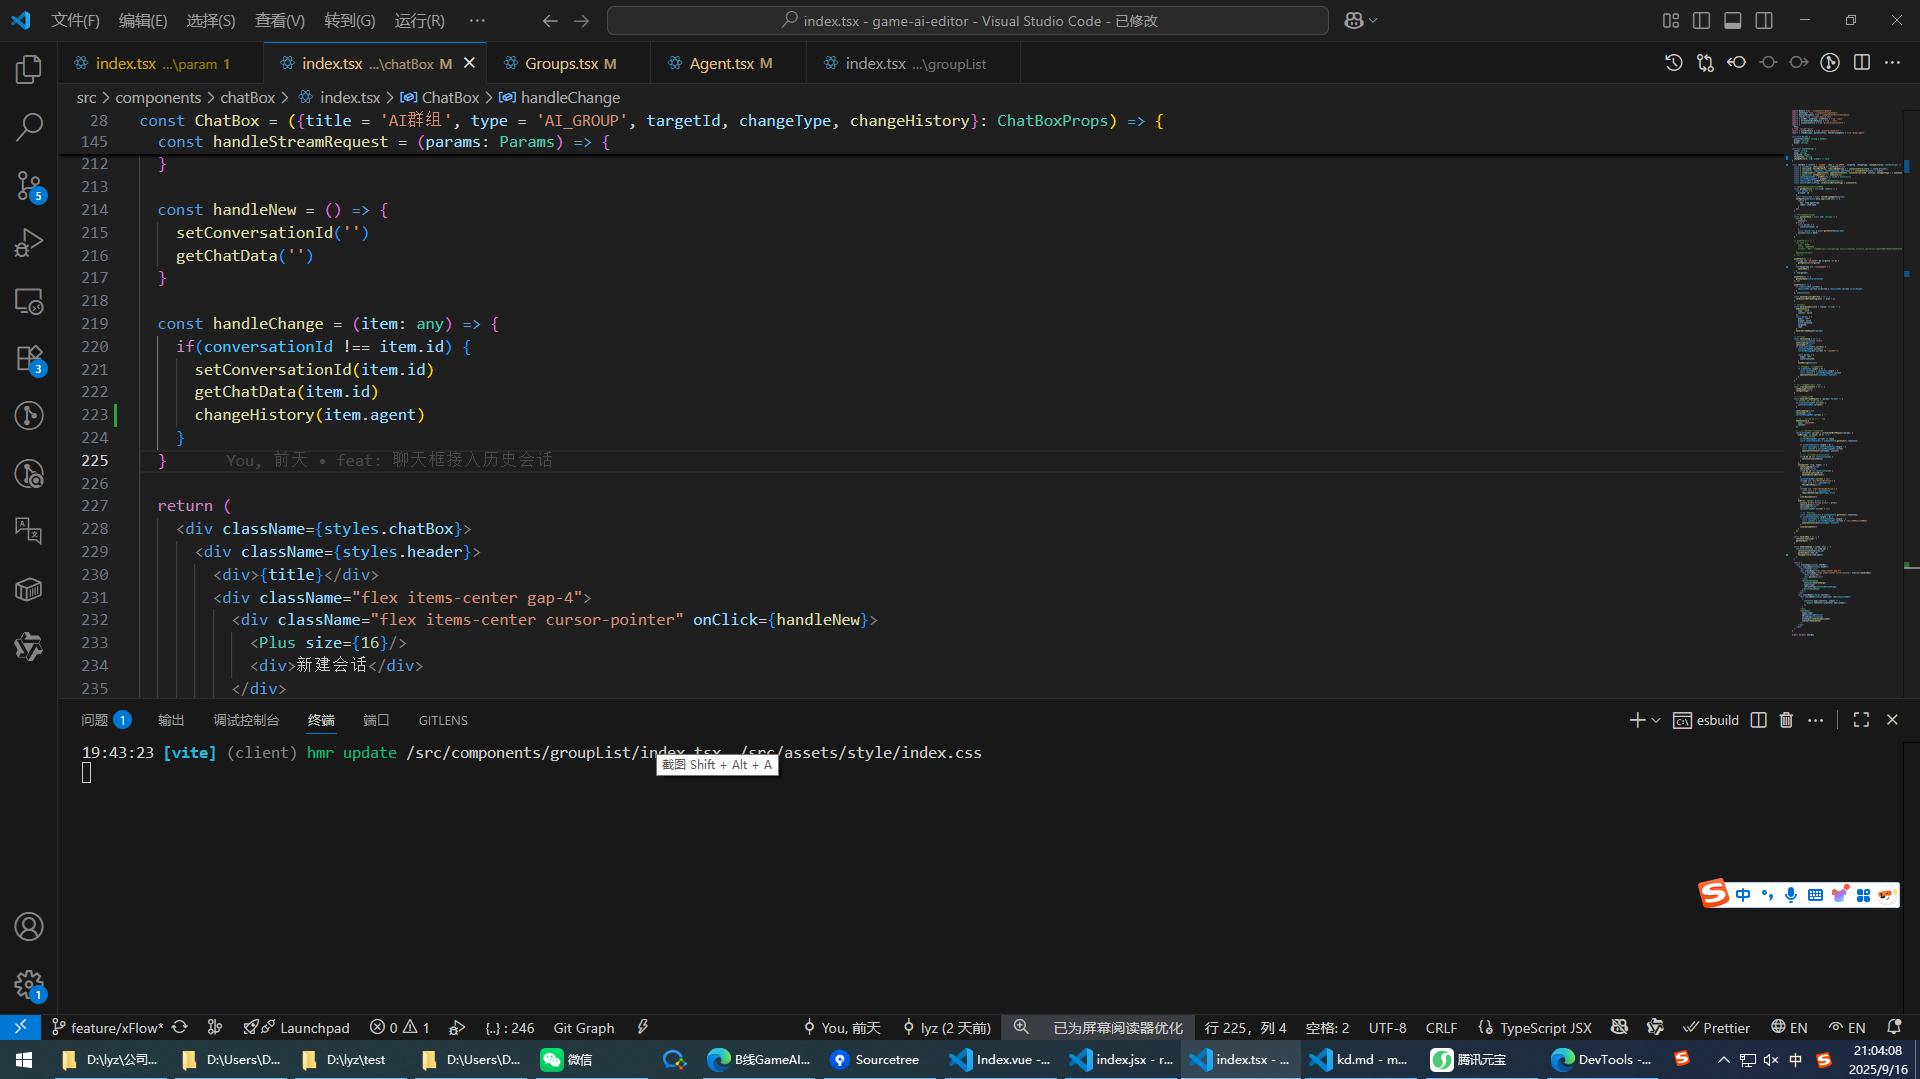 文件(F) 编辑(E) 选择(S) 查看(V) 转到(G) 运行(R) ···
index.tsx - game-ai-editor - Visual Studio Code - 已修改
index.tsx ...\param 1
index.tsx ...\chatBox M
Groups.tsx M
Agent.tsx M
index.tsx ...\groupList
src > components > chatBox > index.tsx > ChatBox > handleChange
28 const ChatBox = ({title = 'AI群组', type = 'AI_GROUP', targetId, changeType, changeHistory}: ChatBoxProps) => {
145 const handleStreamRequest = (params: Params) => {
212 }
213
214 const handleNew = () => {
215 setConversationId('')
216 getChatData('')
217 }
218
219 const handleChange = (item: any) => {
220 if(conversationId !== item.id) {
221 setConversationId(item.id)
222 getChatData(item.id)
223 changeHistory(item.agent)
224 }
225 } You, 前天 • feat: 聊天框接入历史会话
226
227 return (
228 <div className={styles.chatBox}>
229 <div className={styles.header}>
230 <div>{title}</div>
231 <div className="flex items-center gap-4">
232 <div className="flex items-center cursor-pointer" onClick={handleNew}>
233 <Plus size={16}/>
234 <div>新建会话</div>
235 </div>
5
3
1
问题 1 输出 调试控制台 终端 端口 GITLENS
esbuild
19:43:23 [vite] (client) hmr update /src/components/groupList/index.tsx, /src/assets/style/index.css
截图 Shift + Alt + A
中
feature/xFlow* Launchpad 0 1 {..} : 246 Git Graph
You, 前天 lyz (2 天前) 已为屏幕阅读器优化 行 225，列 4 空格: 2 UTF-8 CRLF TypeScript JSX Prettier EN EN
D:\lyz\公司... D:\Users\D... D:\lyz\test D:\Users\D... 微信 B线GameAI... Sourcetree Index.vue -... index.jsx - r... index.tsx - ... kd.md - m... 腾讯元宝 DevTools -... 中
21:04:08
2025/9/16